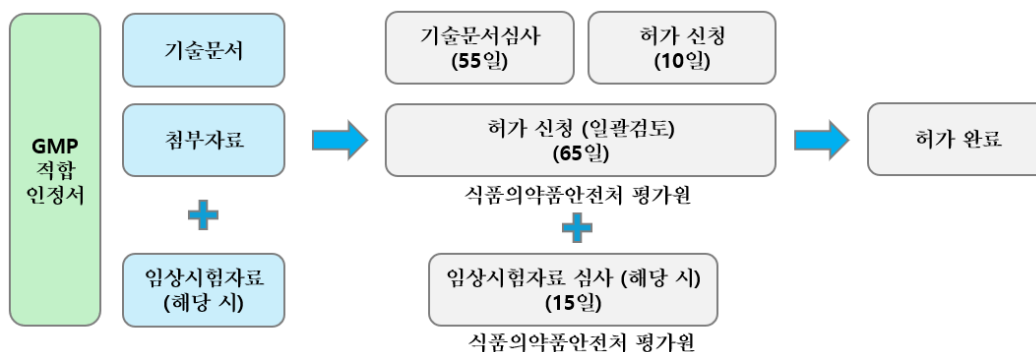 GMP
적합
인정서
기술문서
첨부자료
임상시험자료
(해당 시)
기술문서심사
(55일)
허가 신청
(10일)
허가 신청 (일괄검토)
(65일)
식품의약품안전처 평가원
임상시험자료 심사 (해당 시)
(15일)
식품의약품안전처 평가원
허가 완료